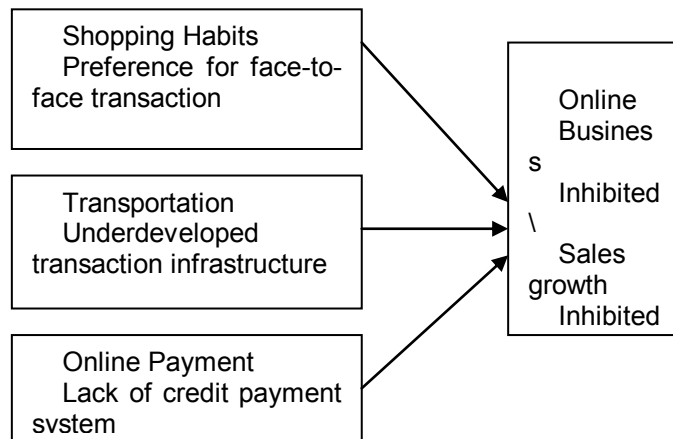 Shopping Habits
Preference for face-to-
face transaction
Transportation
Underdeveloped
transaction infrastructure
Online Payment
Lack of credit payment
system
Online
Busines
s
Inhibited
\
Sales
growth
Inhibited